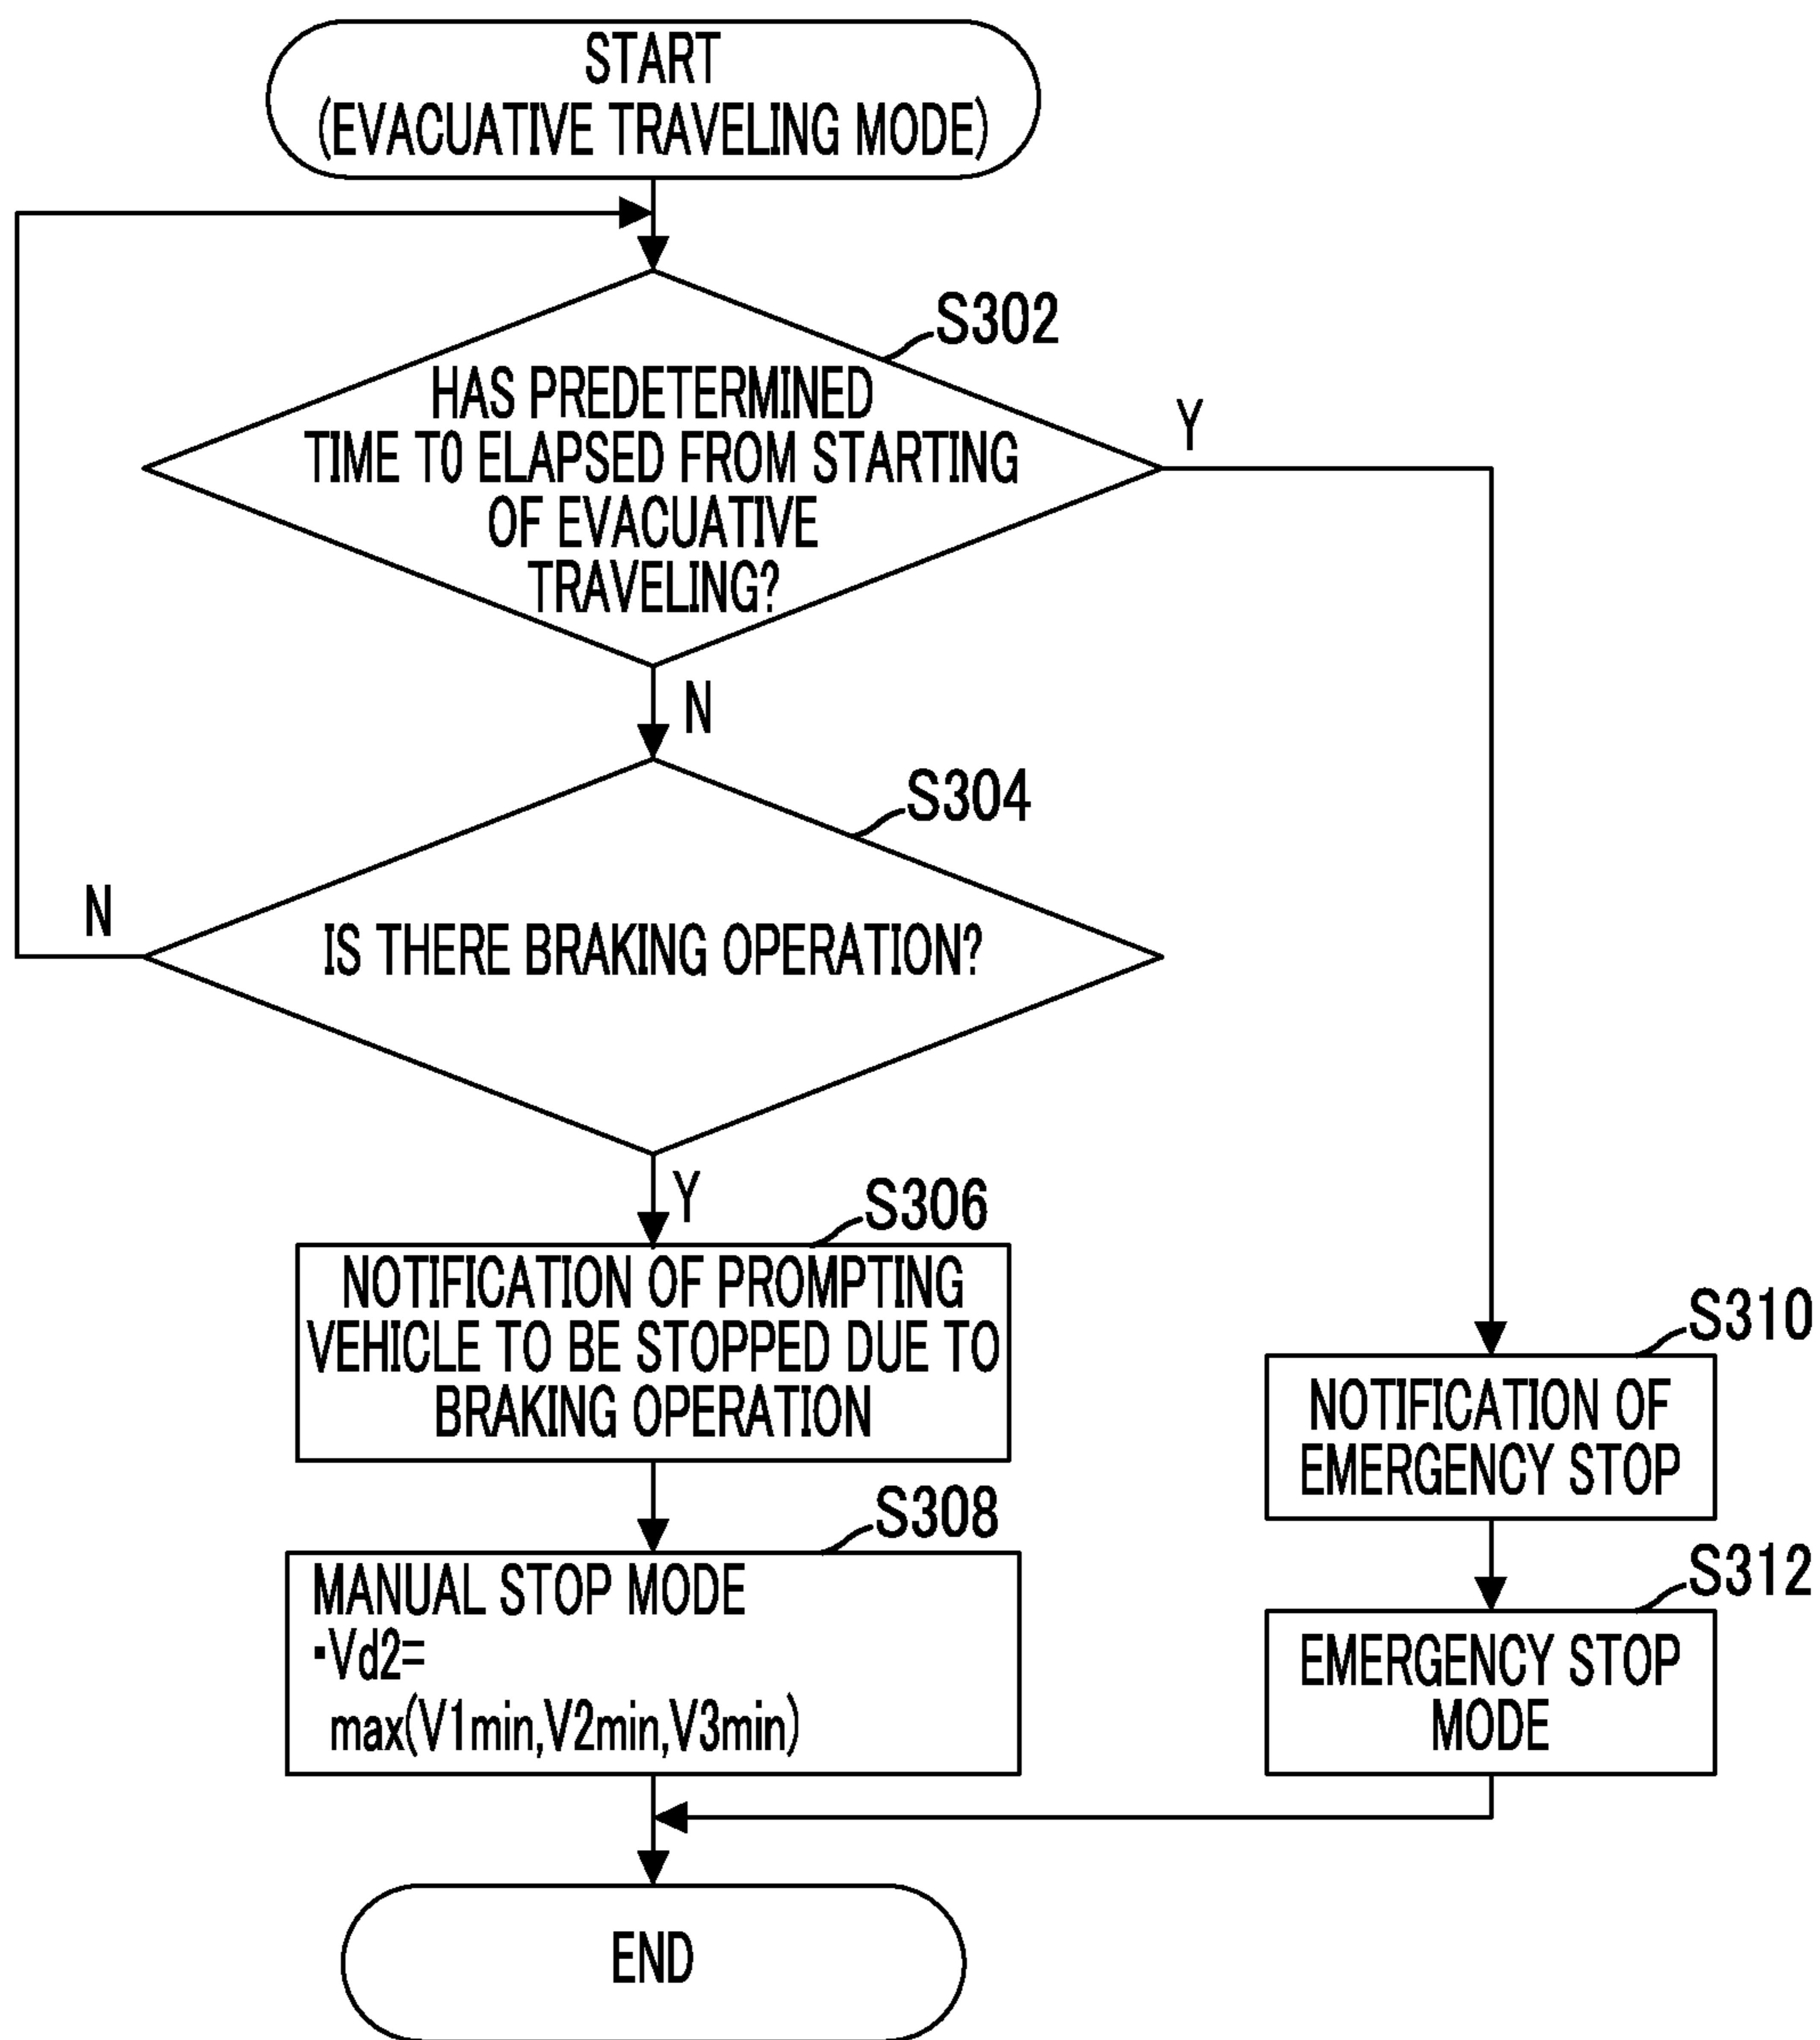 START
(EVACUATIVE TRAVELING MODE)
S302
HAS PREDETERMINED
TIME T0 ELAPSED FROM STARTING
OF EVACUATIVE
TRAVELING?
Y
N
S304
IS THERE BRAKING OPERATION?
N
Y
S306
NOTIFICATION OF PROMPTING
VEHICLE TO BE STOPPED DUE TO
BRAKING OPERATION
S308
MANUAL STOP MODE
▪Vd2=
max(V1min,V2min,V3min)
S310
NOTIFICATION OF
EMERGENCY STOP
S312
EMERGENCY STOP
MODE
END